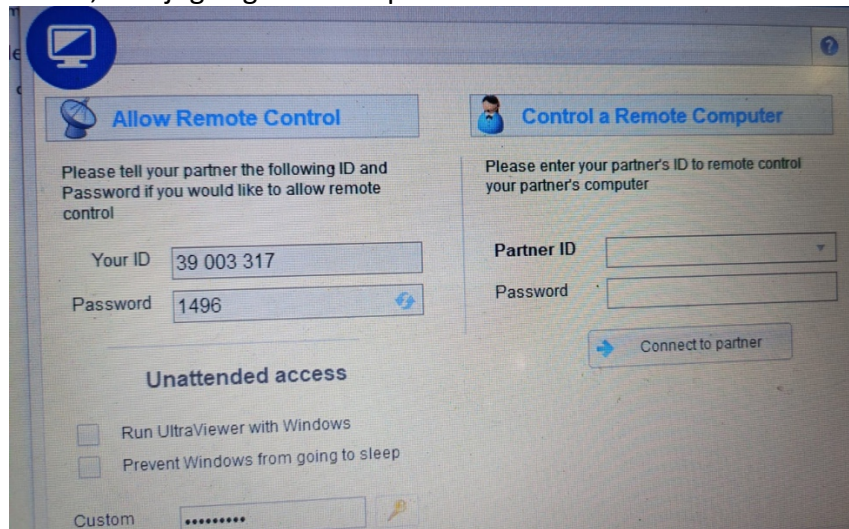 Allow Remote Control
Please tell your partner the following ID and
Password if you would like to allow remote
control
Your ID 39 003 317
Password 1496
Unattended access
Run UltraViewer with Windows
Prevent Windows from going to sleep
Custom •••••••••
?
Control a Remote Computer
Please enter your partner's ID to remote control
your partner's computer
Partner ID
Password
Connect to partner